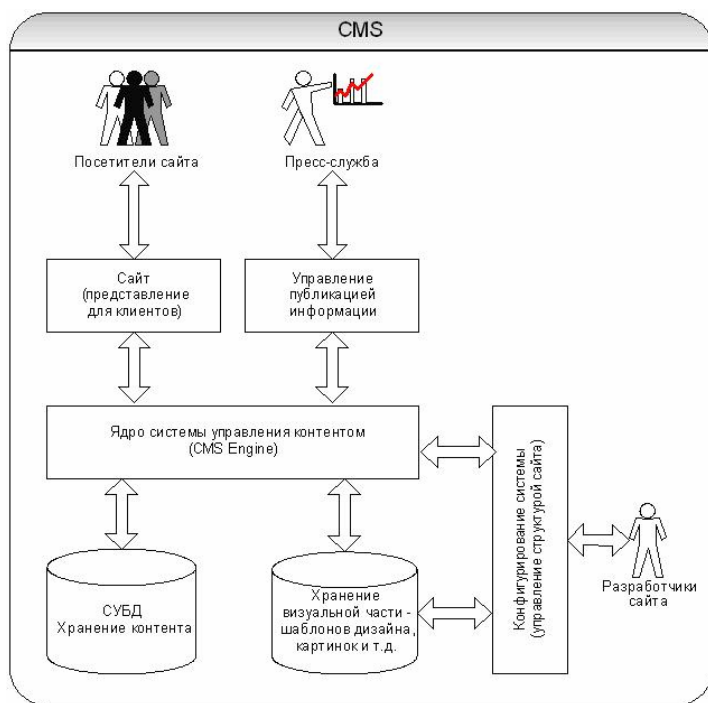 CMS
Посетители сайта
Пресс-служба
Сайт
(представление
для клиентов)
Управление
публикацией
информации
Ядро системы управления контентом
(CMS Engine)
Конфигурирование системы
(управление структурой сайта)
Разработчики
сайта
СУБД
Хранение контента
Хранение
визуальной части -
шаблонов дизайна,
картинок и т.д.